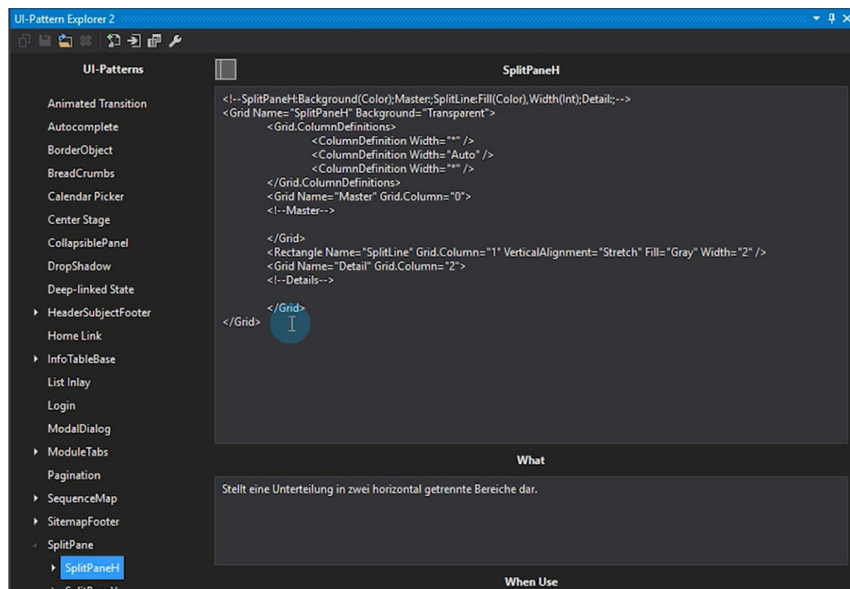 UI-Pattern Explorer 2
UI-Patterns
Animated Transition
Autocomplete
BorderObject
BreadCrumbs
Calendar Picker
Center Stage
CollapsiblePanel
DropShadow
Deep-linked State
HeaderSubjectFooter
Home Link
InfoTableBase
List Inlay
Login
ModalDialog
ModuleTabs
Pagination
SequenceMap
SitemapFooter
SplitPane
SplitPaneH
SplitPaneH
<!--SplitPaneH:Background(Color);Master:;SplitLine:Fill(Color),Width(Int);Detail:;-->
<Grid Name="SplitPaneH" Background="Transparent">
<Grid.ColumnDefinitions>
<ColumnDefinition Width="*" />
<ColumnDefinition Width="Auto" />
<ColumnDefinition Width="*" />
</Grid.ColumnDefinitions>
<Grid Name="Master" Grid.Column="0">
<!--Master-->
</Grid>
<Rectangle Name="SplitLine" Grid.Column="1" VerticalAlignment="Stretch" Fill="Gray" Width="2" />
<Grid Name="Detail" Grid.Column="2">
<!--Details-->
</Grid>
</Grid>
What
Stellt eine Unterteilung in zwei horizontal getrennte Bereiche dar.
When Use